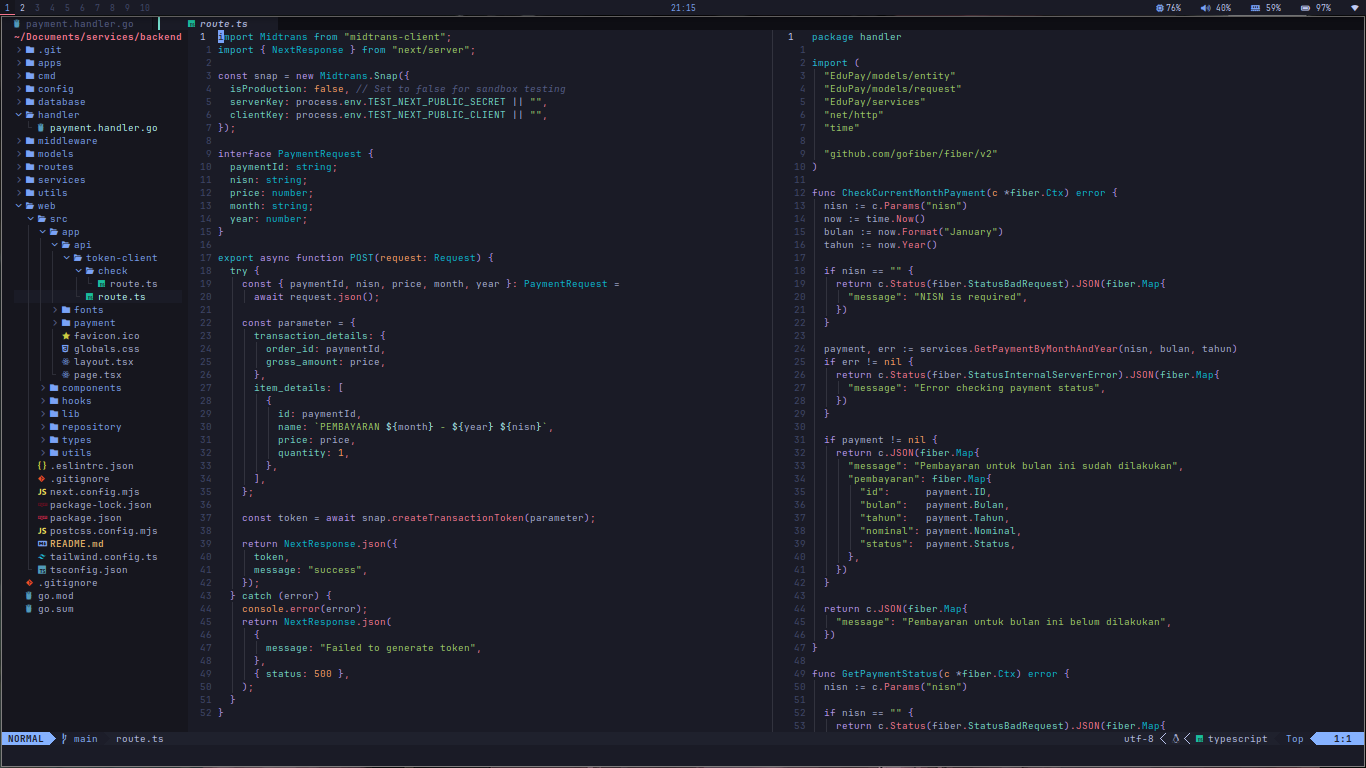 1 2 3 4 5 6 7 8 9 10 21:15 76% 40% 59% 97%
payment.handler.go route.ts
~/Documents/services/backend
.git
apps
cmd
config
database
handler
payment.handler.go
middleware
models
routes
services
utils
web
src
app
api
token-client
check
route.ts
route.ts
fonts
payment
favicon.ico
globals.css
layout.tsx
page.tsx
components
hooks
lib
repository
types
utils
.eslintrc.json
.gitignore
next.config.mjs
package-lock.json
package.json
postcss.config.mjs
README.md
tailwind.config.ts
tsconfig.json
.gitignore
go.mod
go.sum
1 import Midtrans from "midtrans-client";
1 import { NextResponse } from "next/server";
2
3 const snap = new Midtrans.Snap({
4 isProduction: false, // Set to false for sandbox testing
5 serverKey: process.env.TEST_NEXT_PUBLIC_SECRET || "",
6 clientKey: process.env.TEST_NEXT_PUBLIC_CLIENT || "",
7 });
8
9 interface PaymentRequest {
10 paymentId: string;
11 nisn: string;
12 price: number;
13 month: string;
14 year: number;
15 }
16
17 export async function POST(request: Request) {
18 try {
19 const { paymentId, nisn, price, month, year }: PaymentRequest =
20 await request.json();
21
22 const parameter = {
23 transaction_details: {
24 order_id: paymentId,
25 gross_amount: price,
26 },
27 item_details: [
28 {
29 id: paymentId,
30 name: `PEMBAYARAN ${month} - ${year} ${nisn}`,
31 price: price,
32 quantity: 1,
33 },
34 ],
35 };
36
37 const token = await snap.createTransactionToken(parameter);
38
39 return NextResponse.json({
40 token,
41 message: "success",
42 });
43 } catch (error) {
44 console.error(error);
45 return NextResponse.json(
46 {
47 message: "Failed to generate token",
48 },
49 { status: 500 },
50 );
51 }
52 }
1 package handler
1
2 import (
3 "EduPay/models/entity"
4 "EduPay/models/request"
5 "EduPay/services"
6 "net/http"
7 "time"
8
9 "github.com/gofiber/fiber/v2"
10 )
11
12 func CheckCurrentMonthPayment(c *fiber.Ctx) error {
13 nisn := c.Params("nisn")
14 now := time.Now()
15 bulan := now.Format("January")
16 tahun := now.Year()
17
18 if nisn == "" {
19 return c.Status(fiber.StatusBadRequest).JSON(fiber.Map{
20 "message": "NISN is required",
21 })
22 }
23
24 payment, err := services.GetPaymentByMonthAndYear(nisn, bulan, tahun)
25 if err != nil {
26 return c.Status(fiber.StatusInternalServerError).JSON(fiber.Map{
27 "message": "Error checking payment status",
28 })
29 }
30
31 if payment != nil {
32 return c.JSON(fiber.Map{
33 "message": "Pembayaran untuk bulan ini sudah dilakukan",
34 "pembayaran": fiber.Map{
35 "id": payment.ID,
36 "bulan": payment.Bulan,
37 "tahun": payment.Tahun,
38 "nominal": payment.Nominal,
39 "status": payment.Status,
40 },
41 })
42 }
43
44 return c.JSON(fiber.Map{
45 "message": "Pembayaran untuk bulan ini belum dilakukan",
46 })
47 }
48
49 func GetPaymentStatus(c *fiber.Ctx) error {
50 nisn := c.Params("nisn")
51
52 if nisn == "" {
53 return c.Status(fiber.StatusBadRequest).JSON(fiber.Map{
NORMAL main route.ts utf-8 typescript Top 1:1